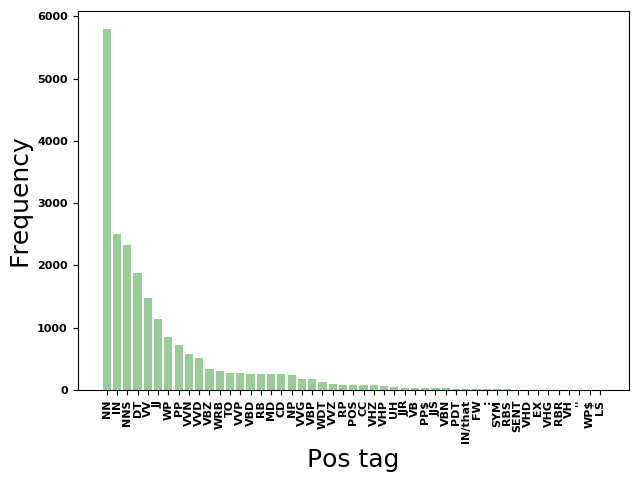 Frequency
6000
5000
4000
3000
2000
1000
0
NN
IN
NNS
DT
VV
JJ
WP
PP
VVN
VVD
VBZ
WRB
TO
VVP
VBD
RB
MD
CD
NP
VVG
VBP
WDT
VVZ
RP
POS
CC
VHZ
VHP
UH
JJR
VB
PP$
JJS
VBN
PDT
IN/that
FW
:
SYM
RBS
SENT
VHD
EX
VHG
RBR
VH
''
WP$
LS
Pos tag